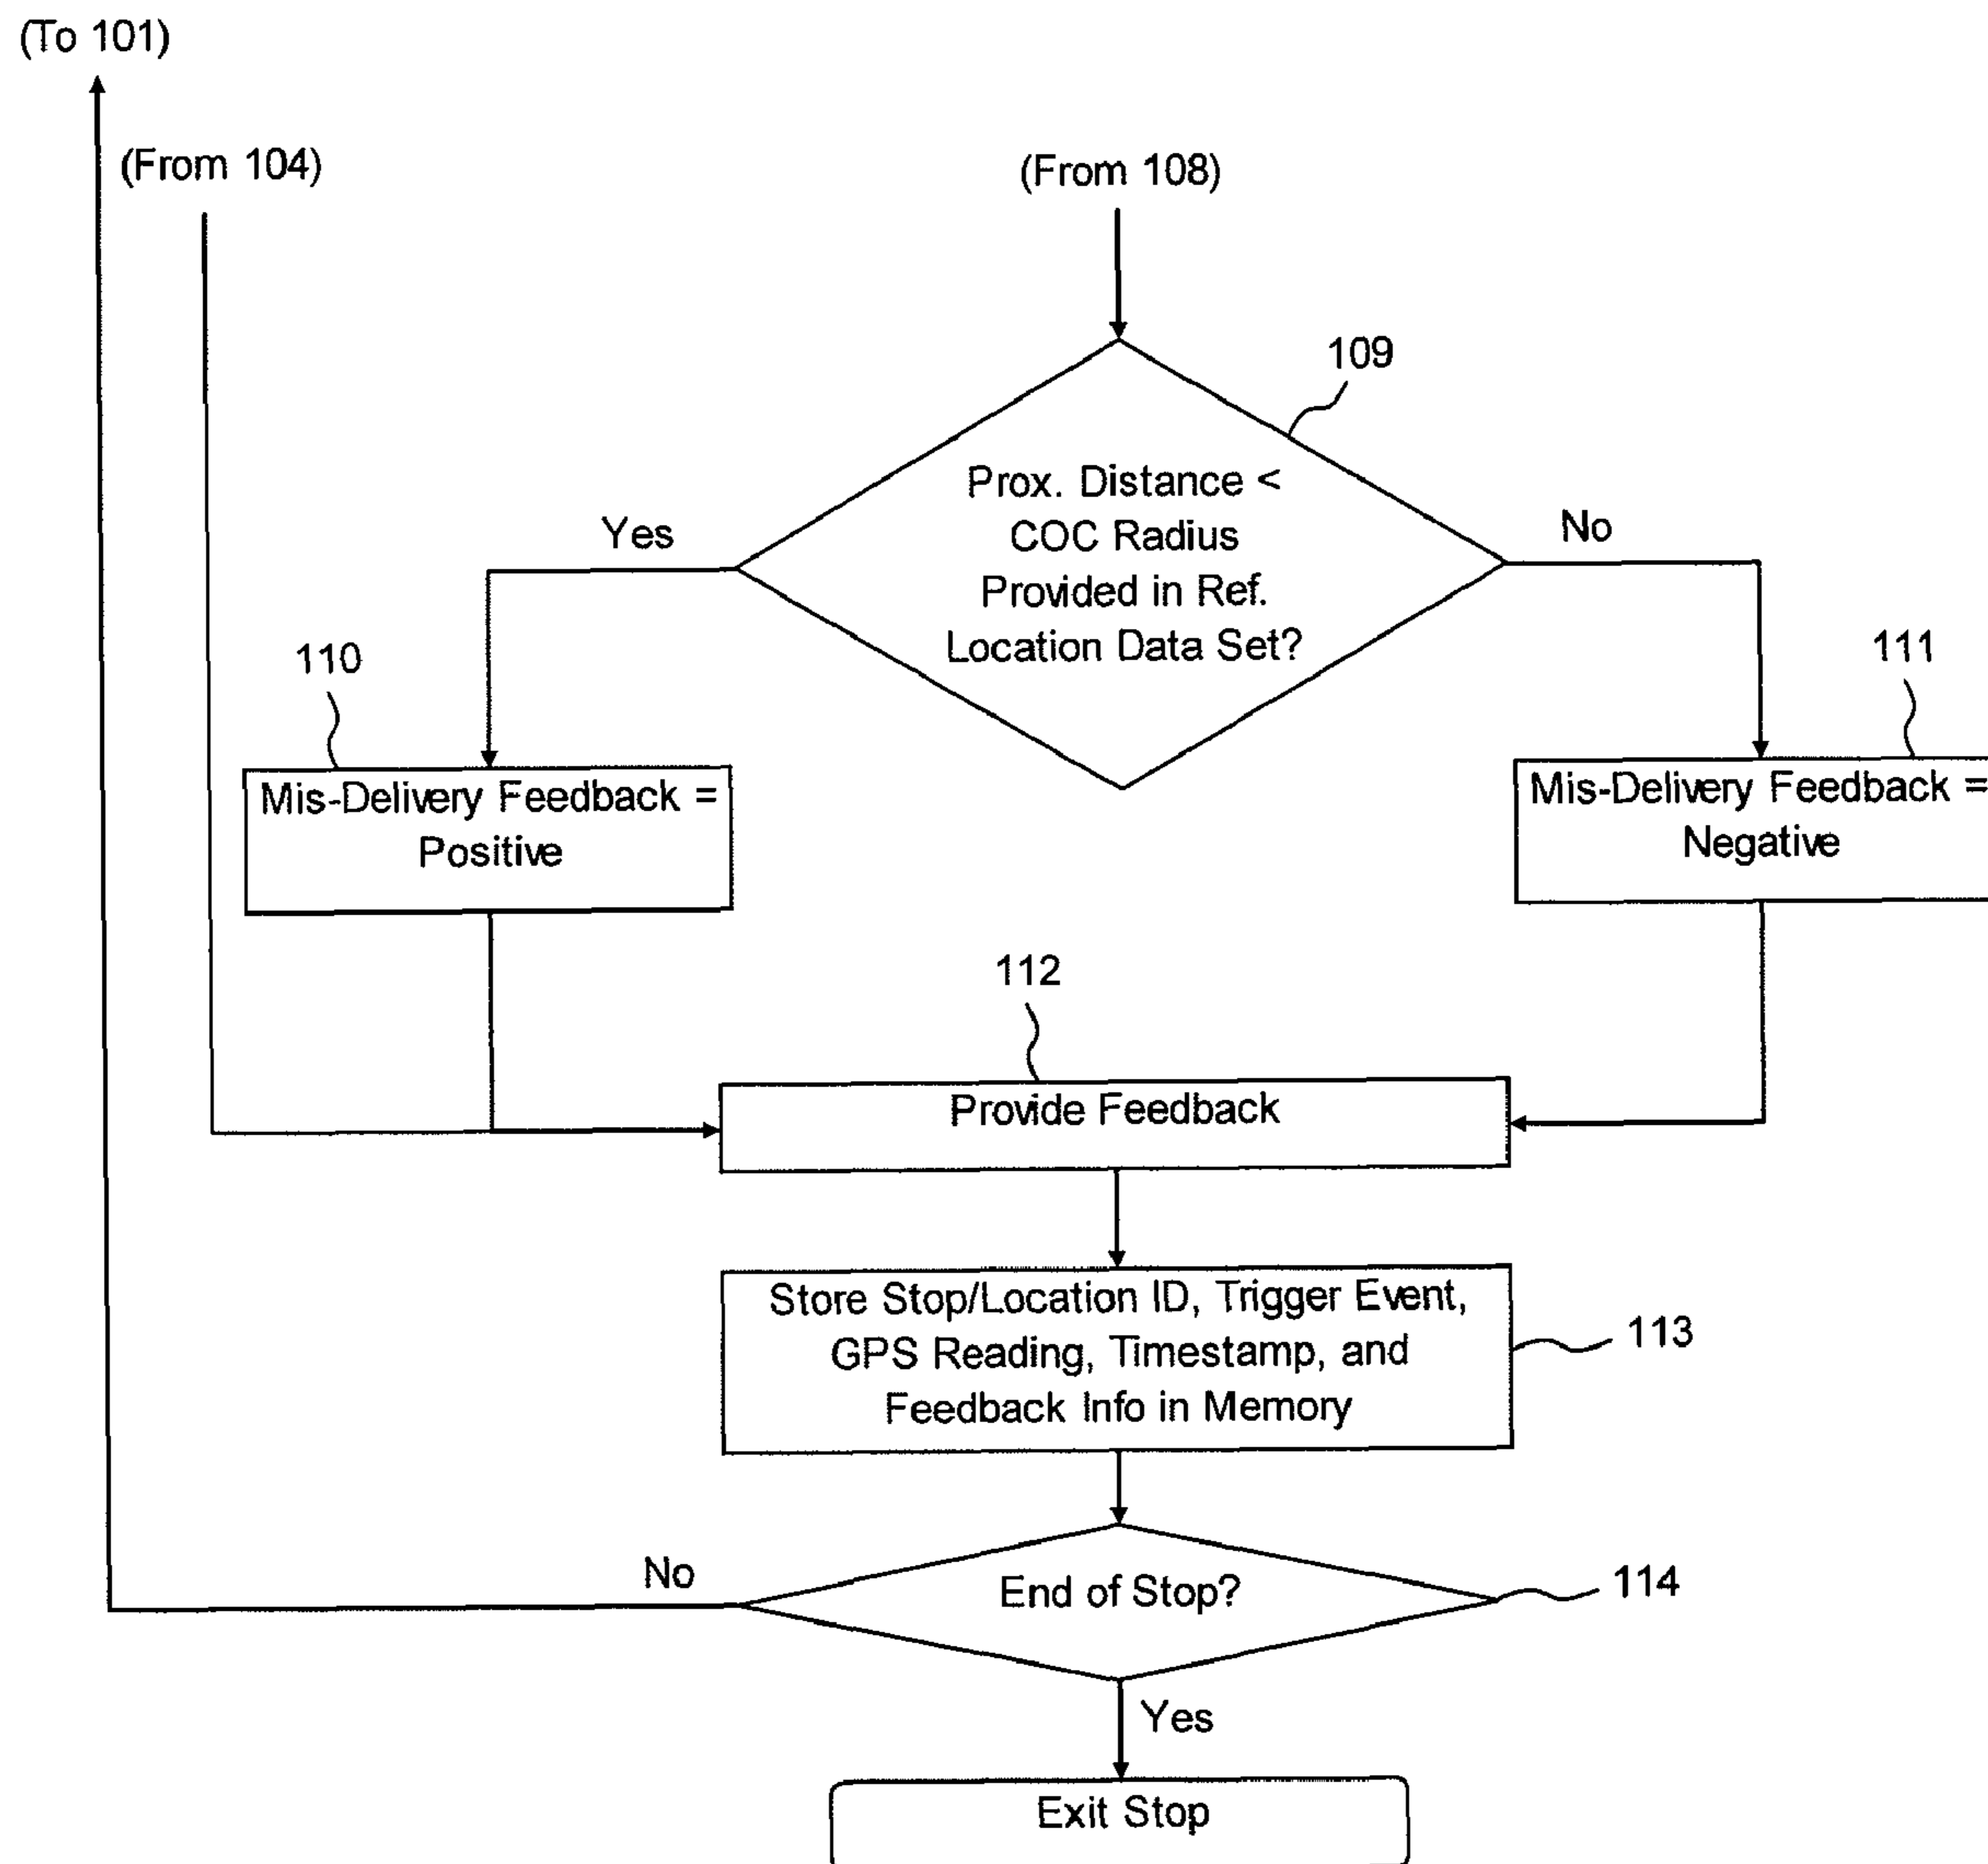 (To 101)
(From 104)
(From 108)
109
Prox. Distance <
COC Radius
Provided in Ref.
Location Data Set?
Yes
No
110
111
Mis-Delivery Feedback =
Positive
Mis-Delivery Feedback =
Negative
112
Provide Feedback
Store Stop/Location ID, Trigger Event,
GPS Reading, Timestamp, and
Feedback Info in Memory
113
No
End of Stop?
114
Yes
Exit Stop